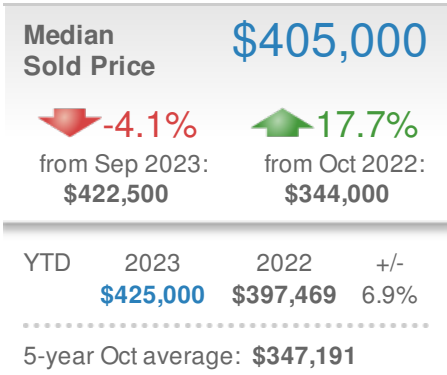 Median $405,000
Sold Price
-4.1% 17.7%
from Sep 2023: from Oct 2022:
$422,500 $344,000
YTD 2023 2022 +/-
$425,000 $397,469 6.9%
5-year Oct average: $347,191